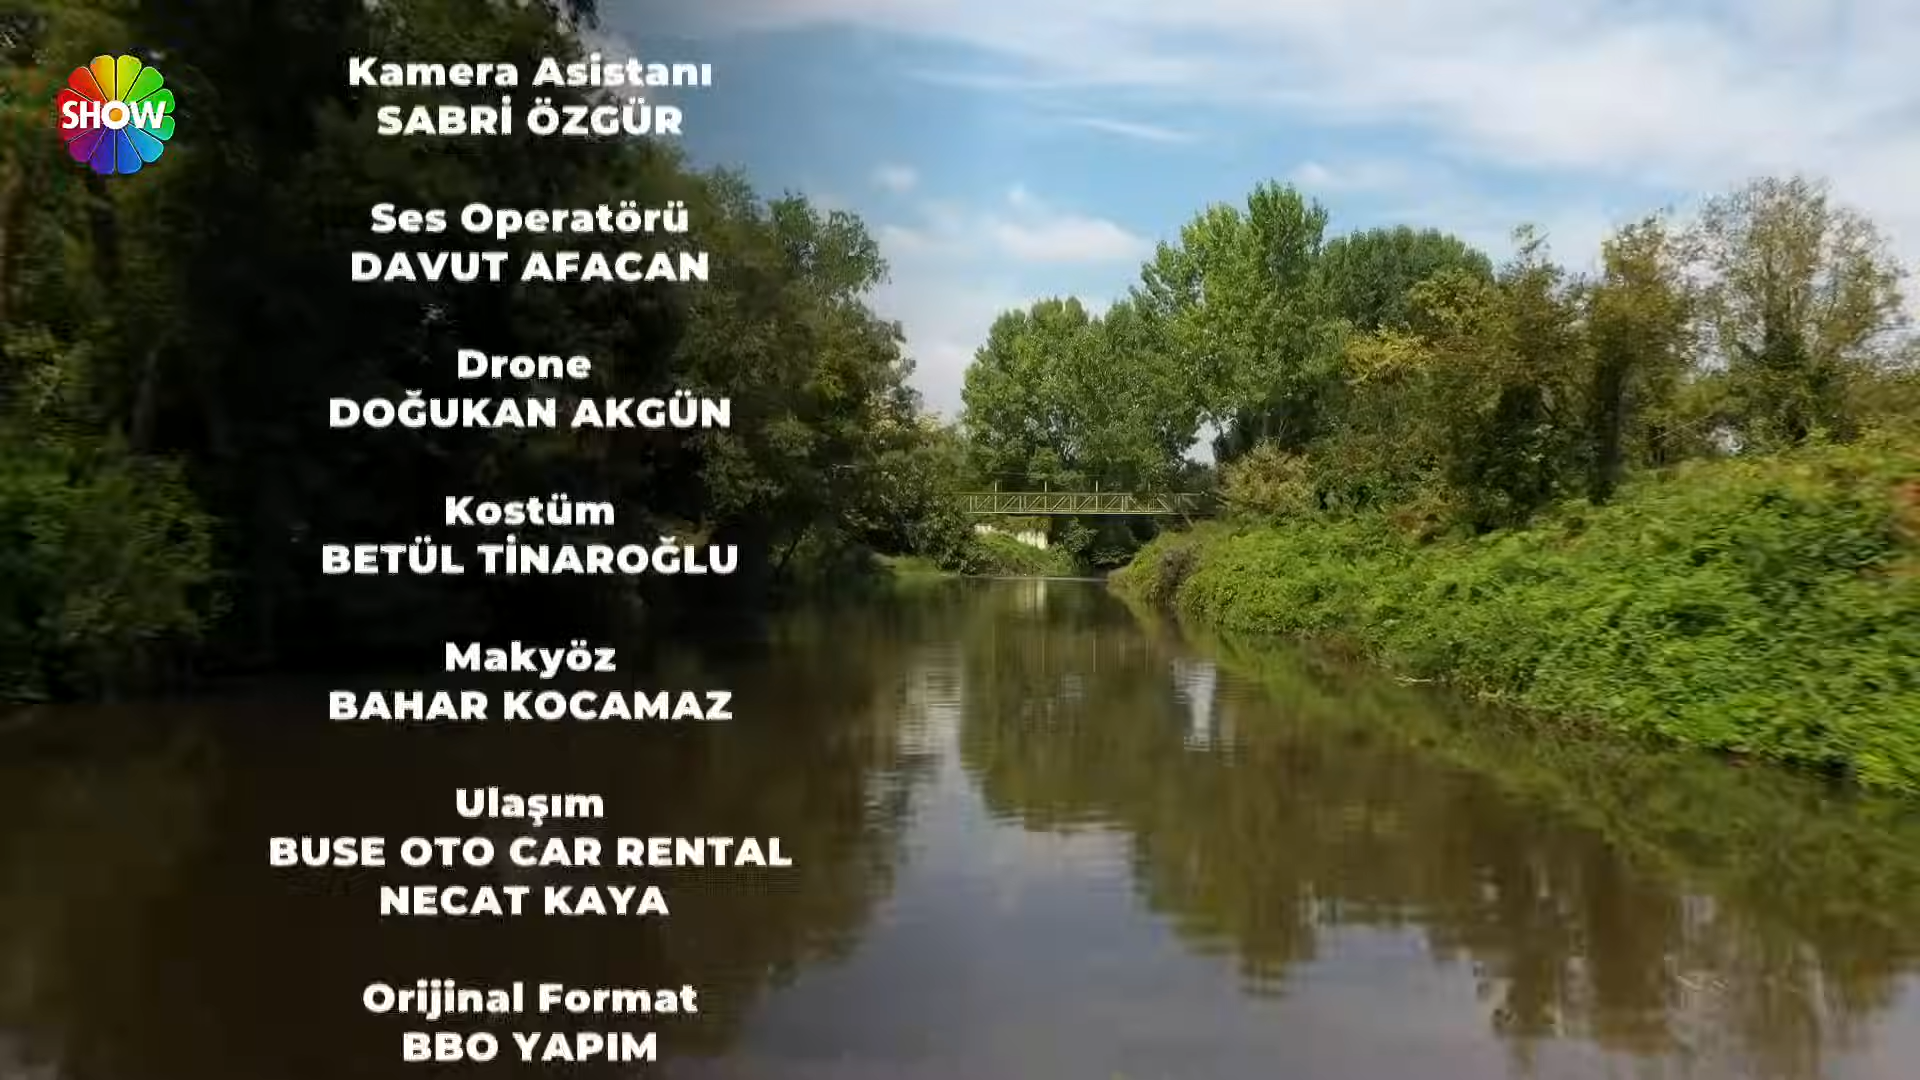 SHOW
Kamera Asistanı
SABRİ ÖZGÜR
Ses Operatörü
DAVUT AFACAN
Drone
DOĞUKAN AKGÜN
Kostüm
BETÜL TİNAROĞLU
Makyöz
BAHAR KOCAMAZ
Ulaşım
BUSE OTO CAR RENTAL
NECAT KAYA
Orijinal Format
BBO YAPIM